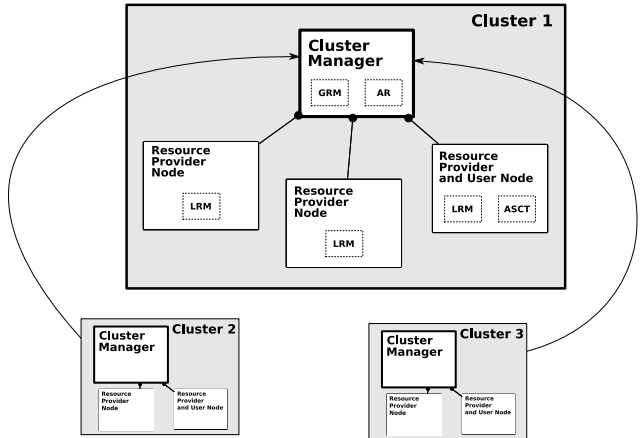 Cluster 1
Cluster
Manager
GRM
AR
Resource
Provider
Node
LRM
Resource
Provider
Node
LRM
Resource
Provider
and User Node
LRM
ASCT
Cluster 2
Cluster
Manager
Resource
Provider
Node
Resource
Provider
and User Node
Cluster 3
Cluster
Manager
Resource
Provider
Node
Resource
Provider
and User Node